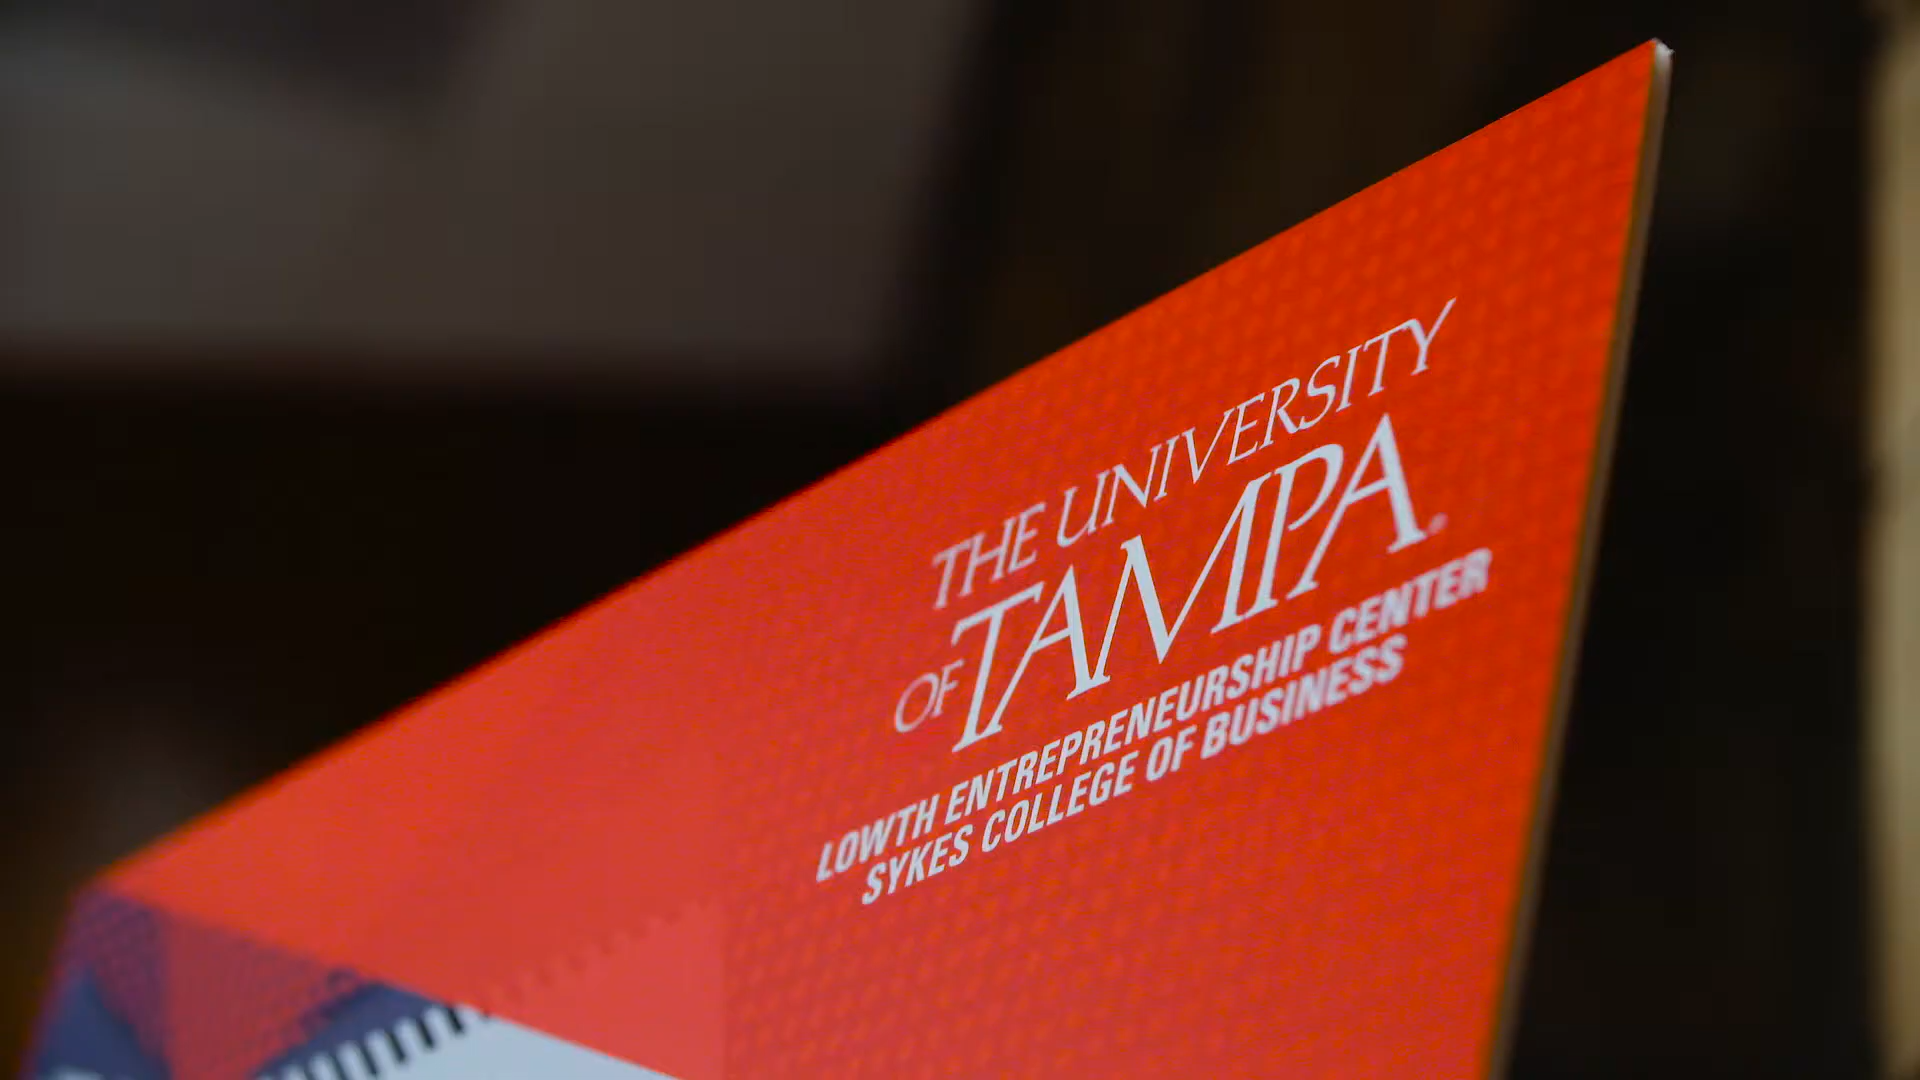 THE UNIVERSITY
OF TAMPA
LOWTH ENTREPRENEURSHIP CENTER
SYKES COLLEGE OF BUSINESS